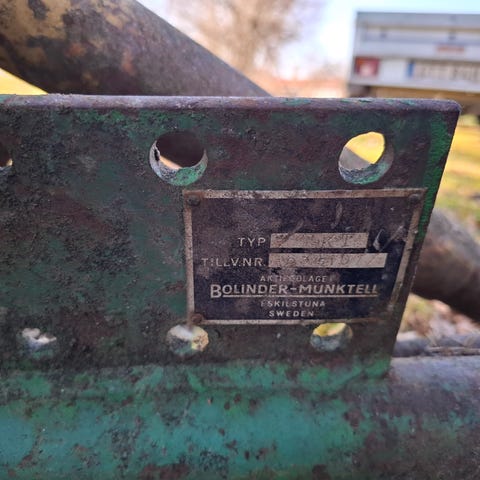 TYP
TILLV.NR.
AKTIEBOLAGET
BOLINDER-MUNKTELL
ESKILSTUNA
SWEDEN